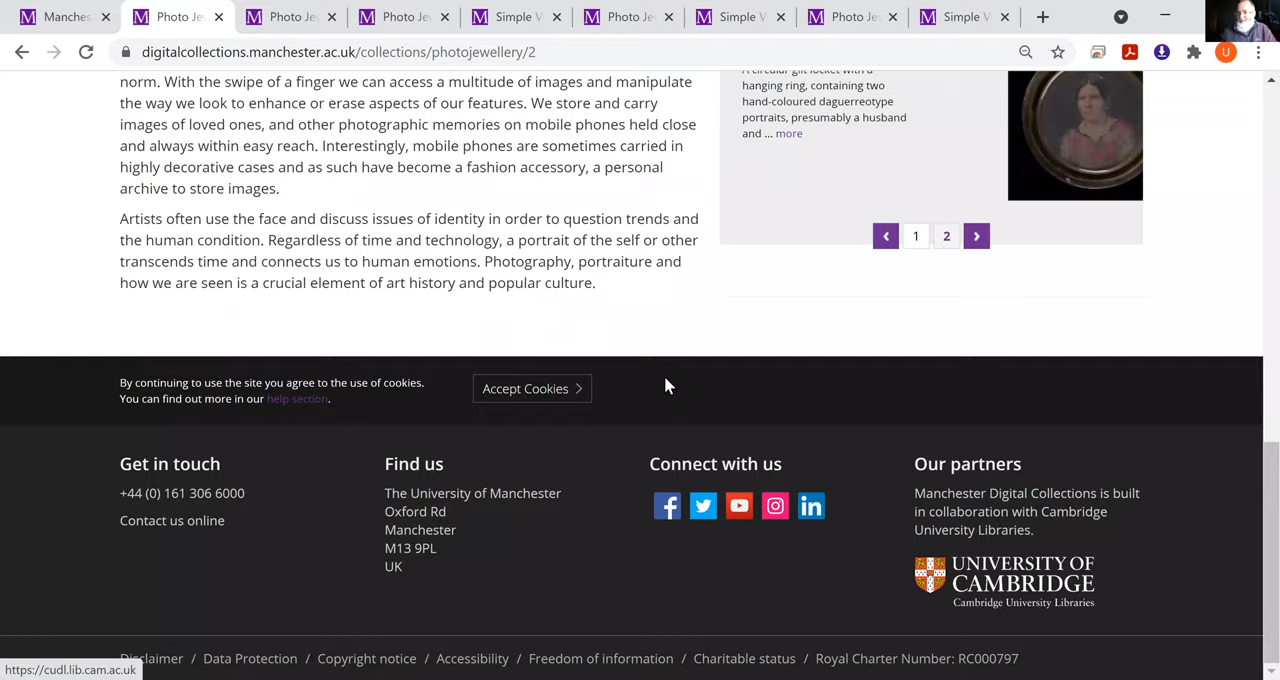 Manches
Photo Je
Photo Je
Photo Je
Simple V
Photo Je
Simple V
Photo Je
Simple V
digitalcollections.manchester.ac.uk/collections/photojewellery/2
U
norm. With the swipe of a finger we can access a multitude of images and manipulate
the way we look to enhance or erase aspects of our features. We store and carry
images of loved ones, and other photographic memories on mobile phones held close
and always within easy reach. Interestingly, mobile phones are sometimes carried in
highly decorative cases and as such have become a fashion accessory, a personal
archive to store images.
Artists often use the face and discuss issues of identity in order to question trends and
the human condition. Regardless of time and technology, a portrait of the self or other
transcends time and connects us to human emotions. Photography, portraiture and
how we are seen is a crucial element of art history and popular culture.
A circular gilt locket with a
hanging ring, containing two
hand-coloured daguerreotype
portraits, presumably a husband
and ... more
1 2
By continuing to use the site you agree to the use of cookies.
You can find out more in our help section.
Accept Cookies
Get in touch
+44 (0) 161 306 6000
Contact us online
Find us
The University of Manchester
Oxford Rd
Manchester
M13 9PL
UK
Connect with us
Our partners
Manchester Digital Collections is built
in collaboration with Cambridge
University Libraries.
UNIVERSITY OF
CAMBRIDGE
Cambridge University Libraries
Disclaimer / Data Protection / Copyright notice / Accessibility / Freedom of information / Charitable status / Royal Charter Number: RC000797
https://cudl.lib.cam.ac.uk